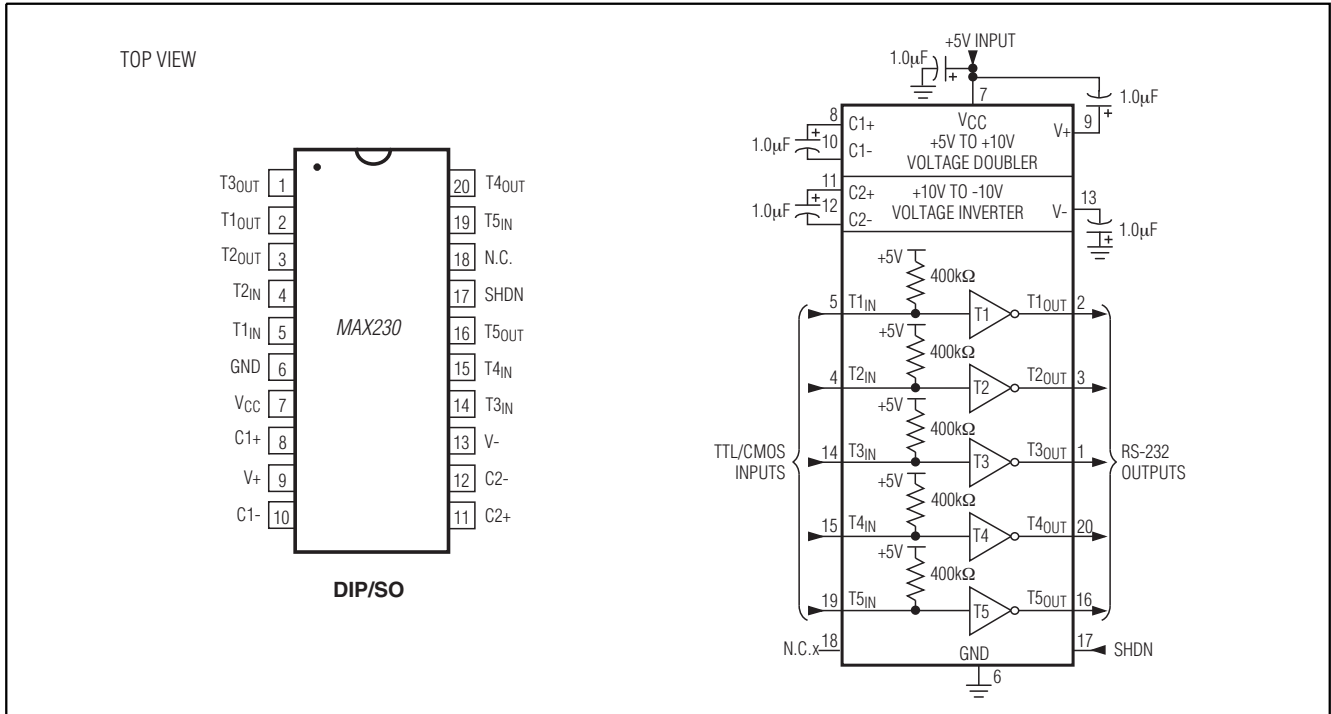 TOP VIEW
T3OUT 1
T1OUT 2
T2OUT 3
T2IN 4
T1IN 5
GND 6
VCC 7
C1+ 8
V+ 9
C1- 10
MAX230
20 T4OUT
19 T5IN
18 N.C.
17 SHDN
16 T5OUT
15 T4IN
14 T3IN
13 V-
12 C2-
11 C2+
DIP/SO
+5V INPUT
1.0μF
+
7
1.0μF
+
8 C1+
1.0μF
+
10 C1-
VCC
+5V TO +10V
VOLTAGE DOUBLER
V+ 9
11 C2+
1.0μF
+
12 C2-
+10V TO -10V
VOLTAGE INVERTER
V- 13
1.0μF
+
+5V
400kΩ
5 T1IN T1 T1OUT 2
+5V
400kΩ
4 T2IN T2 T2OUT 3
+5V
400kΩ
TTL/CMOS
INPUTS
14 T3IN T3 T3OUT 1
RS-232
OUTPUTS
+5V
400kΩ
15 T4IN T4 T4OUT 20
+5V
400kΩ
19 T5IN T5 T5OUT 16
N.C.x 18
GND
17 SHDN
6